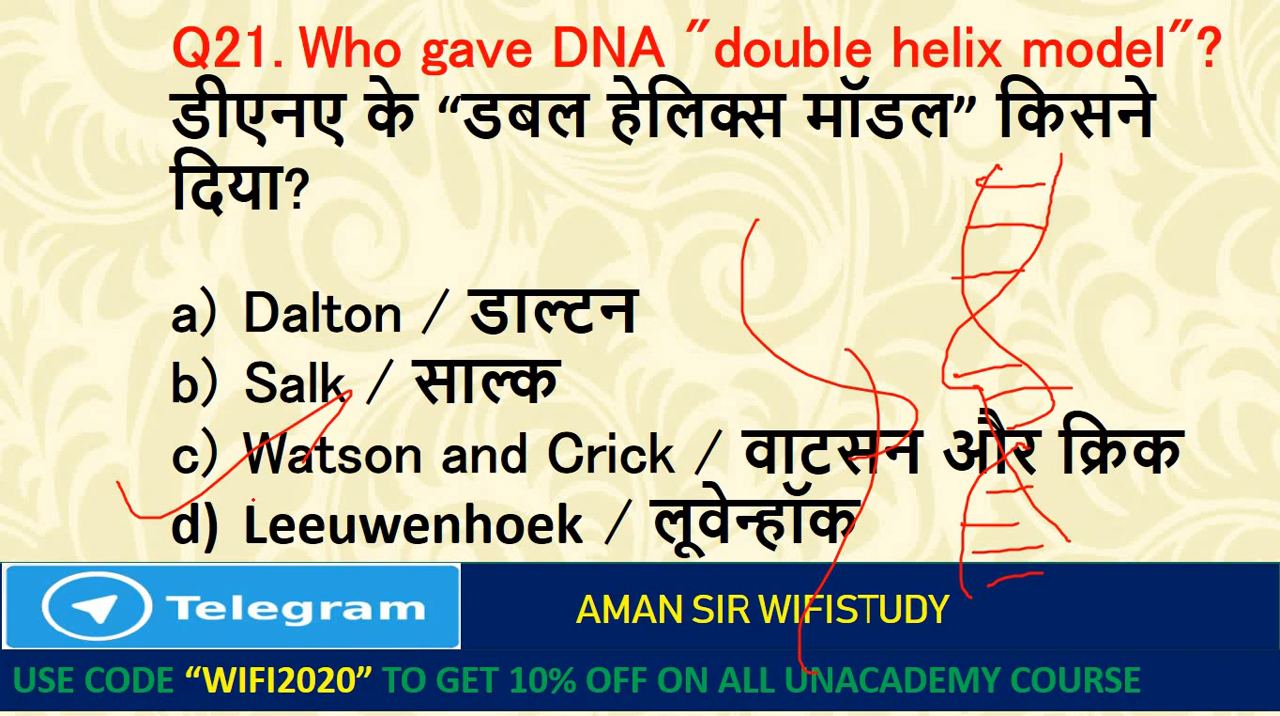 Q21. Who gave DNA "double helix model"?
डीएनए के “डबल हेलिक्स मॉडल” किसने
दिया?
a) Dalton / डाल्टन
b) Salk / साल्क
c) Watson and Crick / वाटसन और क्रिक
d) Leeuwenhoek / लूवेन्हॉक
Telegram
AMAN SIR WIFISTUDY
USE CODE “WIFI2020” TO GET 10% OFF ON ALL UNACADEMY COURSE